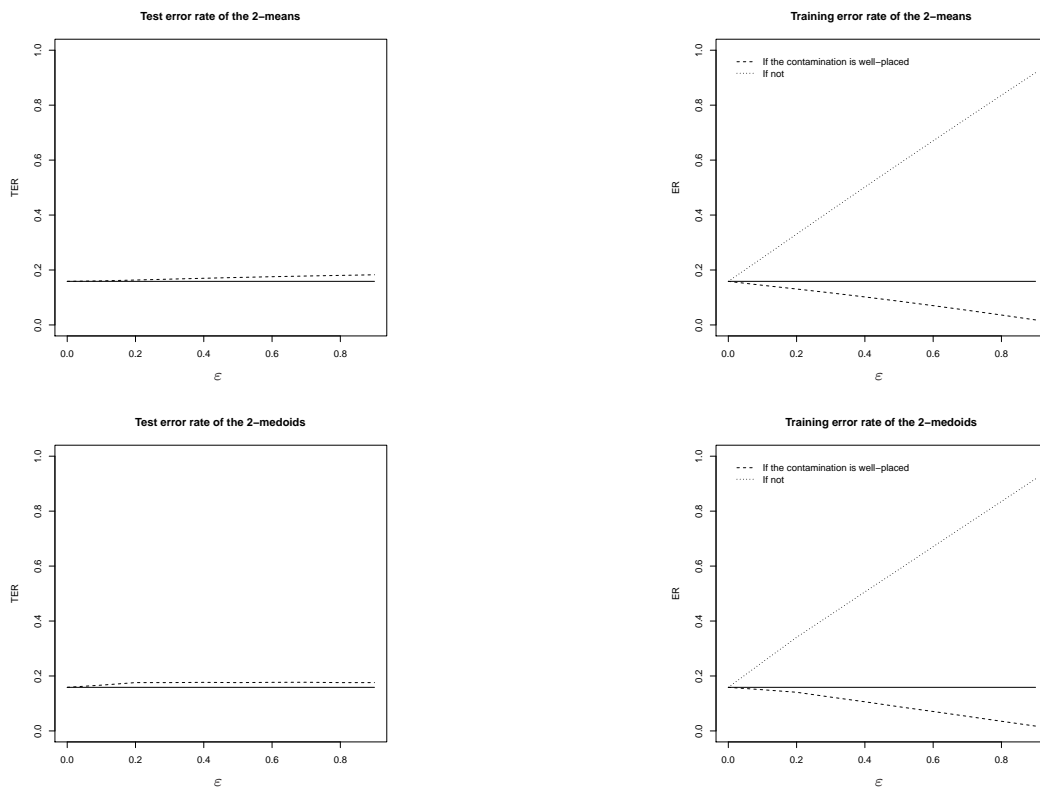 Test error rate of the 2−means
TER
0.0 0.2 0.4 0.6 0.8 1.0
0.0 0.2 0.4 0.6 0.8
ε
Training error rate of the 2−means
If the contamination is well−placed
If not
ER
0.0 0.2 0.4 0.6 0.8 1.0
0.0 0.2 0.4 0.6 0.8
ε
Test error rate of the 2−medoids
TER
0.0 0.2 0.4 0.6 0.8 1.0
0.0 0.2 0.4 0.6 0.8
ε
Training error rate of the 2−medoids
If the contamination is well−placed
If not
ER
0.0 0.2 0.4 0.6 0.8 1.0
0.0 0.2 0.4 0.6 0.8
ε